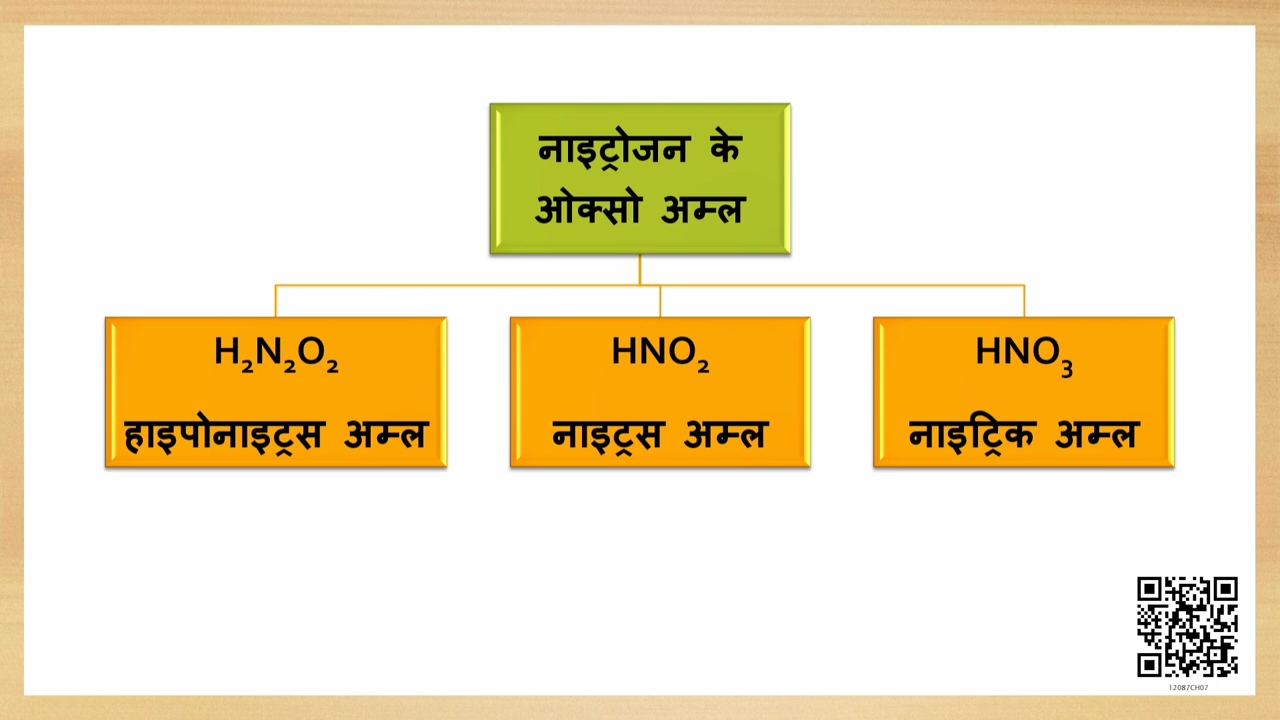 नाइट्रोजन के
ओक्सो अम्ल
H₂N₂O₂
हाइपोनाइट्रस अम्ल
HNO₂
नाइट्रस अम्ल
HNO₃
नाइट्रिक अम्ल
12087CH07